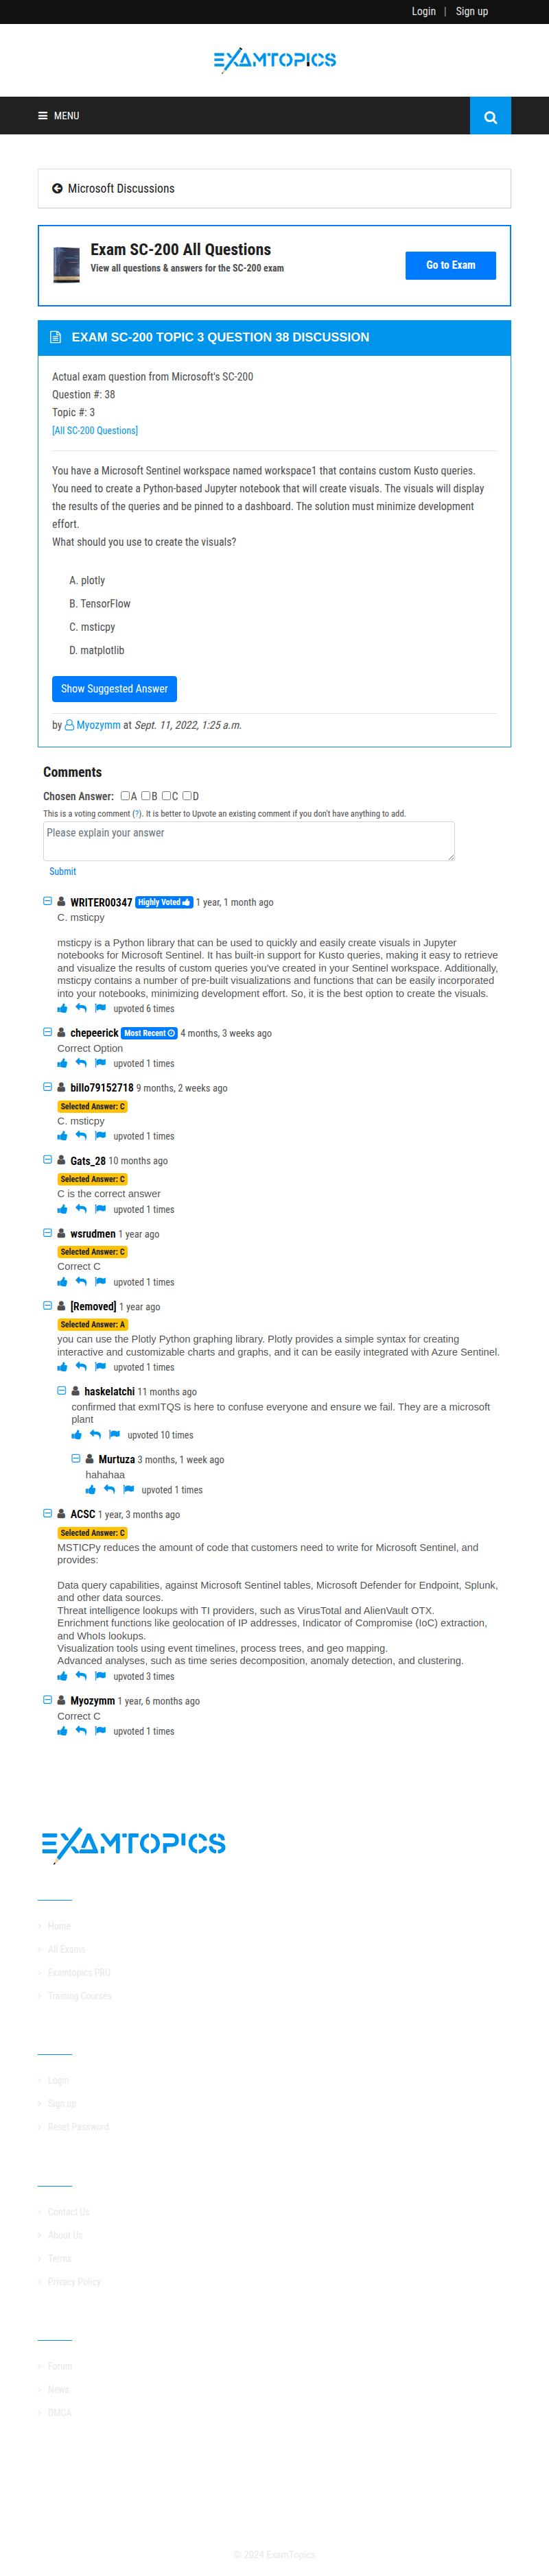 Login | Sign up
EXAMTOPICS
MENU
Microsoft Discussions
Exam SC-200 All Questions
View all questions & answers for the SC-200 exam
Go to Exam
EXAM SC-200 TOPIC 3 QUESTION 38 DISCUSSION
Actual exam question from Microsoft's SC-200
Question #: 38
Topic #: 3
[All SC-200 Questions]
You have a Microsoft Sentinel workspace named workspace1 that contains custom Kusto queries.
You need to create a Python-based Jupyter notebook that will create visuals. The visuals will display
the results of the queries and be pinned to a dashboard. The solution must minimize development
effort.
What should you use to create the visuals?
A. plotly
B. TensorFlow
C. msticpy
D. matplotlib
Show Suggested Answer
by Myozymm at Sept. 11, 2022, 1:25 a.m.
Comments
Chosen Answer: A B C D
This is a voting comment (?). It is better to Upvote an existing comment if you don't have anything to add.
Please explain your answer
Submit
WRITER00347 Highly Voted 1 year, 1 month ago
C. msticpy
msticpy is a Python library that can be used to quickly and easily create visuals in Jupyter
notebooks for Microsoft Sentinel. It has built-in support for Kusto queries, making it easy to retrieve
and visualize the results of custom queries you've created in your Sentinel workspace. Additionally,
msticpy contains a number of pre-built visualizations and functions that can be easily incorporated
into your notebooks, minimizing development effort. So, it is the best option to create the visuals.
upvoted 6 times
chepeerick Most Recent 4 months, 3 weeks ago
Correct Option
upvoted 1 times
billo79152718 9 months, 2 weeks ago
Selected Answer: C
C. msticpy
upvoted 1 times
Gats_28 10 months ago
Selected Answer: C
C is the correct answer
upvoted 1 times
wsrudmen 1 year ago
Selected Answer: C
Correct C
upvoted 1 times
[Removed] 1 year ago
Selected Answer: A
you can use the Plotly Python graphing library. Plotly provides a simple syntax for creating
interactive and customizable charts and graphs, and it can be easily integrated with Azure Sentinel.
upvoted 1 times
haskelatchi 11 months ago
confirmed that exmITQS is here to confuse everyone and ensure we fail. They are a microsoft
plant
upvoted 10 times
Murtuza 3 months, 1 week ago
hahahaa
upvoted 1 times
ACSC 1 year, 3 months ago
Selected Answer: C
MSTICPy reduces the amount of code that customers need to write for Microsoft Sentinel, and
provides:
Data query capabilities, against Microsoft Sentinel tables, Microsoft Defender for Endpoint, Splunk,
and other data sources.
Threat intelligence lookups with TI providers, such as VirusTotal and AlienVault OTX.
Enrichment functions like geolocation of IP addresses, Indicator of Compromise (IoC) extraction,
and WhoIs lookups.
Visualization tools using event timelines, process trees, and geo mapping.
Advanced analyses, such as time series decomposition, anomaly detection, and clustering.
upvoted 3 times
Myozymm 1 year, 6 months ago
Correct C
upvoted 1 times
EXAMTOPICS
Home
All Exams
Examtopics PRO
Training Courses
Login
Sign up
Reset Password
Contact Us
About Us
Terms
Privacy Policy
Forum
News
DMCA
© 2024 ExamTopics